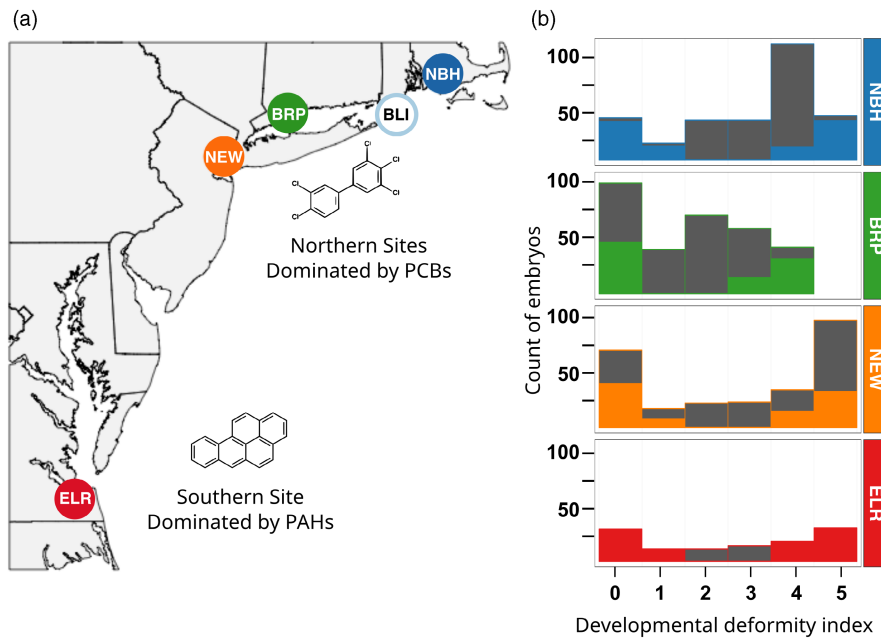 (a)
NBH
BRP
BLI
NEW
Cl
Cl
Cl
Cl
Cl
Northern Sites
Dominated by PCBs
ELR
Southern Site
Dominated by PAHs
(b)
Count of embryos
100
50
NBH
100
50
BRP
100
50
NEW
100
50
ELR
0 1 2 3 4 5
Developmental deformity index